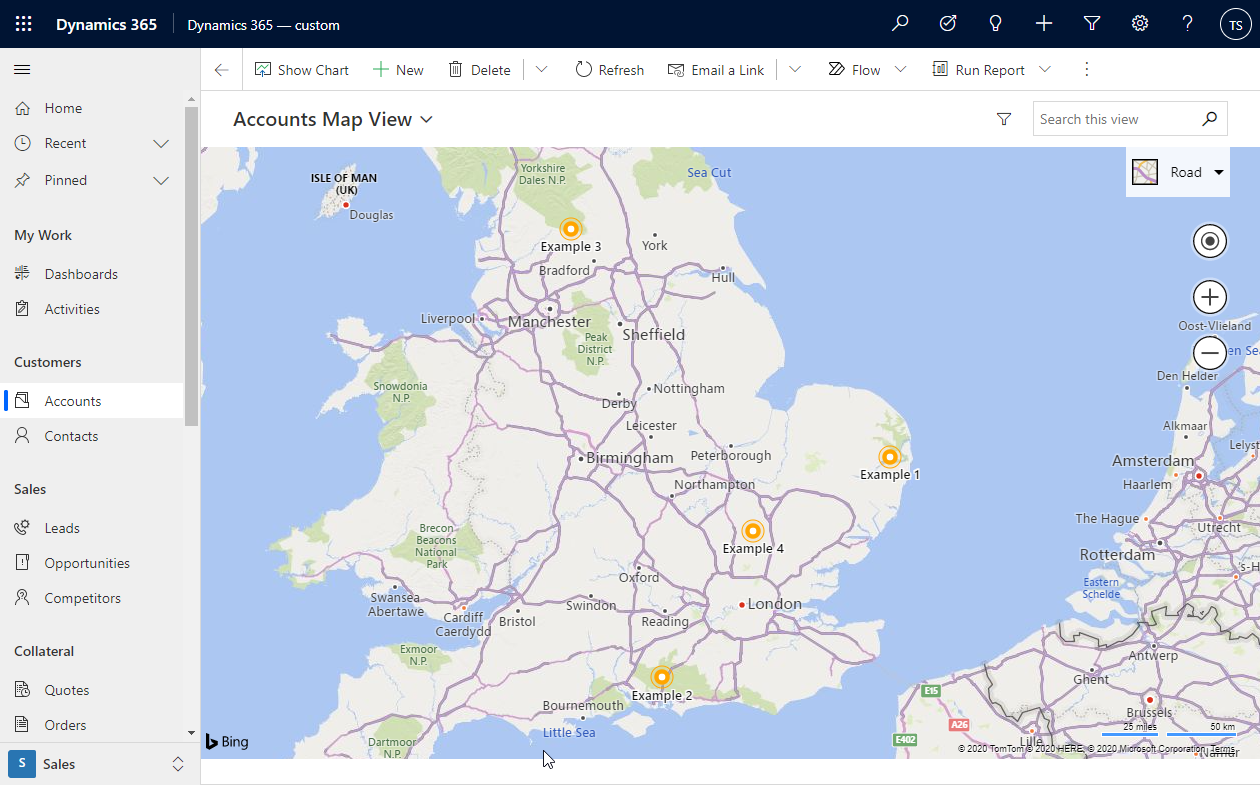 Dynamics 365
Dynamics 365 — custom
TS
Show Chart
New
Delete
Refresh
Email a Link
Flow
Run Report
Home
Recent
Pinned
My Work
Dashboards
Activities
Customers
Accounts
Contacts
Sales
Leads
Opportunities
Competitors
Collateral
Quotes
Orders
S
Sales
Accounts Map View
Search this view
Road
ISLE OF MAN
(UK)
Douglas
Yorkshire
Dales N.P.
Sea Cut
Example 3
York
Bradford
Hull
Liverpool
Manchester
Sheffield
Peak
District
N.P.
Snowdonia
N.P.
Nottingham
Derby
Leicester
Birmingham
Peterborough
Example 1
Northampton
Example 4
Brecon
Beacons
National
Park
Oxford
Swansea
Abertawe
Cardiff
Caerdydd
Bristol
Swindon
Reading
London
Exmoor
N.P.
Example 2
Bournemouth
Little Sea
Dartmoor
N.P.
Oost-Vlieland
en Se
Den Helder
Alkmaar
Lelyst
Amsterdam
Haarlem
The Hague
Utrecht
Rotterdam
's-H
Eastern
Schelde
Antwerp
Ghent
Brussels
Lille
Namur
E15
A26
E402
25 miles
50 km
Bing
© 2020 TomTom © 2020 HERE, © 2020 Microsoft Corporation Terms